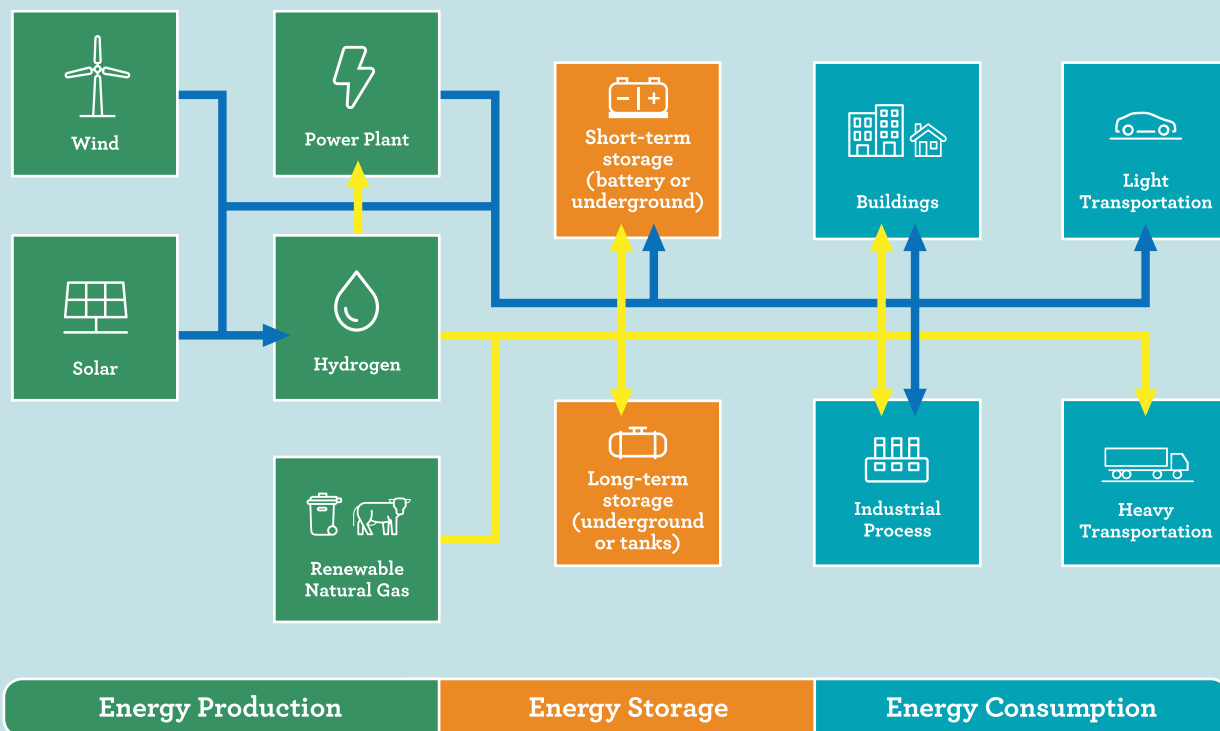 Wind
Power Plant
Short-term
storage
(battery or
underground)
Buildings
Light
Transportation
Solar
Hydrogen
Long-term
storage
(underground
or tanks)
Industrial
Process
Heavy
Transportation
Renewable
Natural Gas
Energy Production
Energy Storage
Energy Consumption